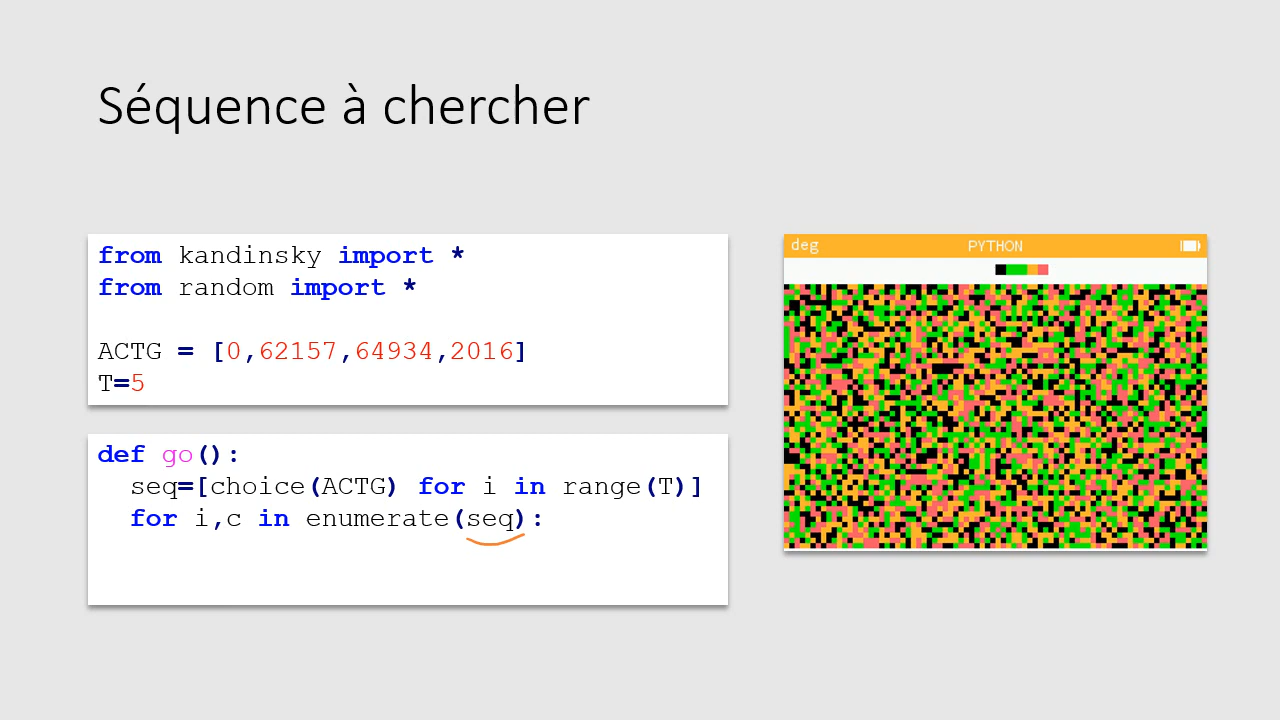 Séquence à chercher
from kandinsky import *
from random import *
ACTG = [0,62157,64934,2016]
T=5
def go():
  seq=[choice(ACTG) for i in range(T)]
  for i,c in enumerate(seq):
deg PYTHON